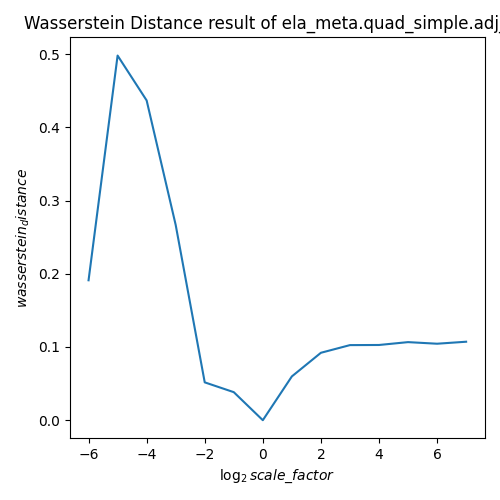 Wasserstein Distance result of ela_meta.quad_simple.adj_
0.5
0.4
0.3
0.2
0.1
0.0
wasserstein_distance
−6 −4 −2 0 2 4 6
log₂ scale_factor